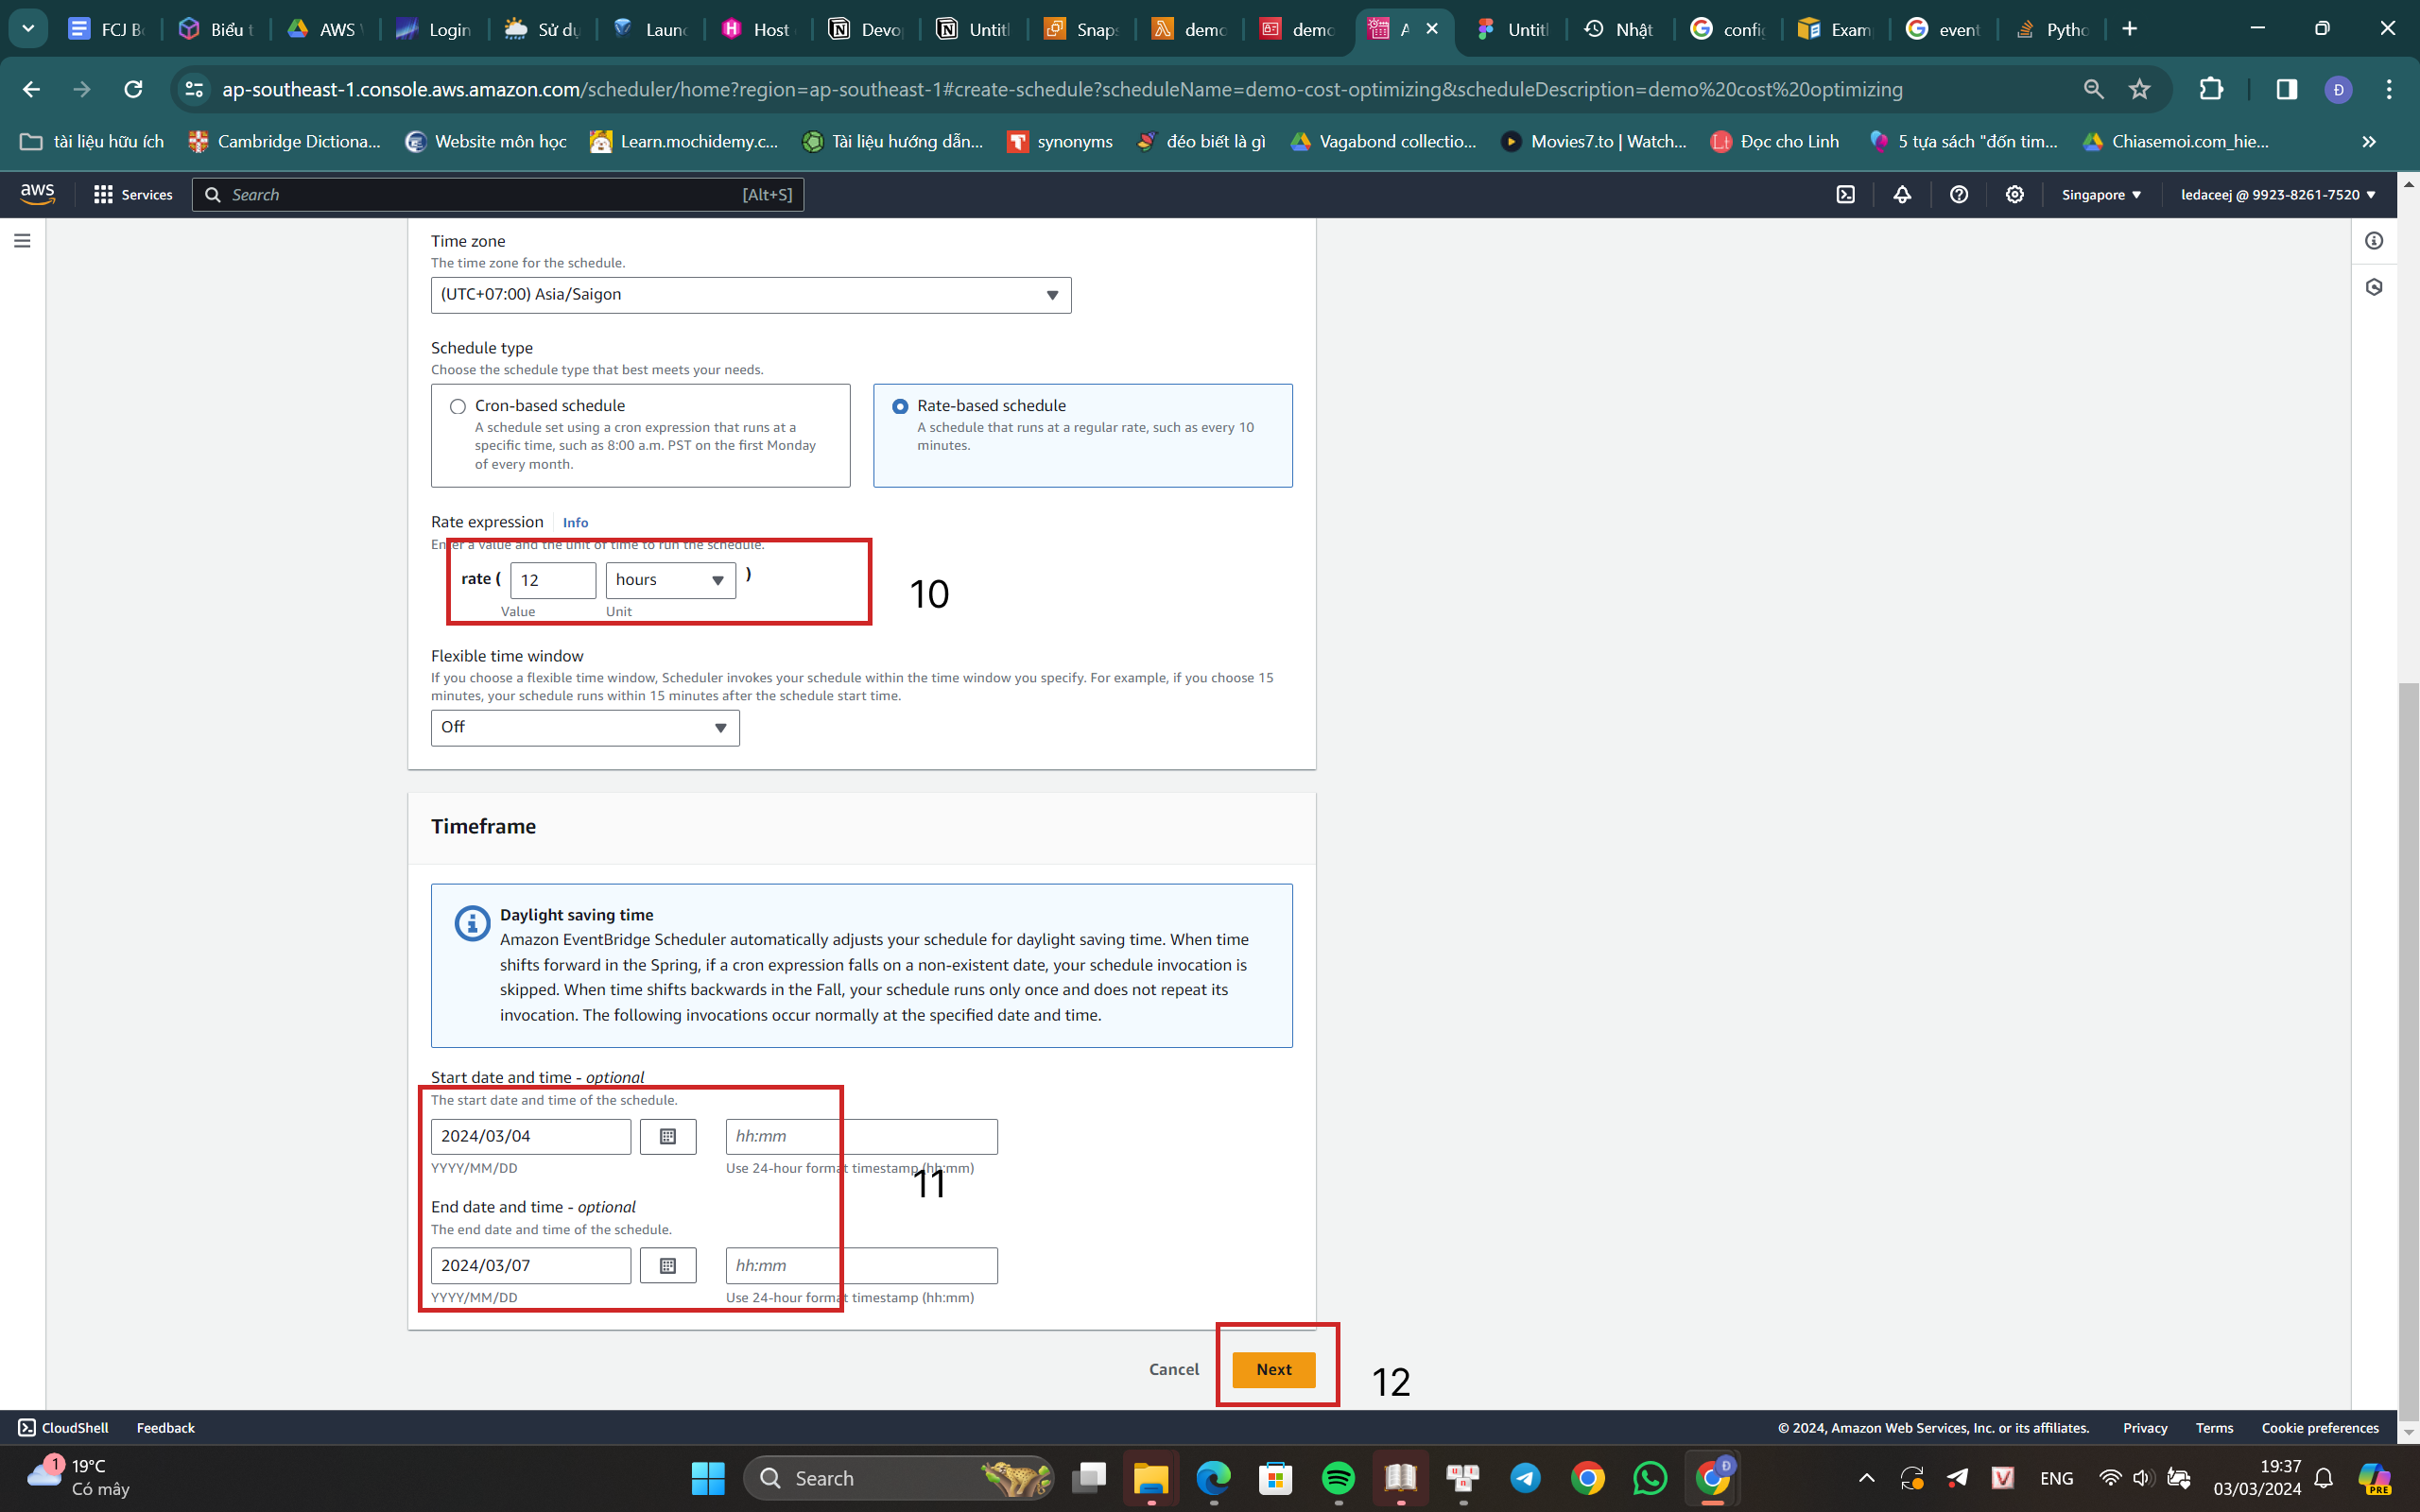 FCJ B
Biểu t
AWS
Login
Sử dụ
Laun
Host
Devo
Untit
Snap
demo
demo
A
Untit
Nhật
config
Exam
event
Pytho
ap-southeast-1.console.aws.amazon.com/scheduler/home?region=ap-southeast-1#create-schedule?scheduleName=demo-cost-optimizing&scheduleDescription=demo%20cost%20optimizing
Đ
tài liệu hữu ích
Cambridge Dictiona...
Website môn học
Learn.mochidemy.c...
Tài liệu hướng dẫn...
synonyms
đéo biết là gì
Vagabond collectio...
Movies7.to | Watch...
Đọc cho Linh
5 tựa sách "đốn tim...
Chiasemoi.com_hie...
aws
Services
Search
[Alt+S]
Singapore
ledaceej @ 9923-8261-7520
Time zone
The time zone for the schedule.
(UTC+07:00) Asia/Saigon
Schedule type
Choose the schedule type that best meets your needs.
Cron-based schedule
A schedule set using a cron expression that runs at a
specific time, such as 8:00 a.m. PST on the first Monday
of every month.
Rate-based schedule
A schedule that runs at a regular rate, such as every 10
minutes.
Rate expression
Info
Enter a value and the unit of time to run the schedule.
rate ( 12 hours )
Value
Unit
10
Flexible time window
If you choose a flexible time window, Scheduler invokes your schedule within the time window you specify. For example, if you choose 15
minutes, your schedule runs within 15 minutes after the schedule start time.
Off
Timeframe
Daylight saving time
Amazon EventBridge Scheduler automatically adjusts your schedule for daylight saving time. When time
shifts forward in the Spring, if a cron expression falls on a non-existent date, your schedule invocation is
skipped. When time shifts backwards in the Fall, your schedule runs only once and does not repeat its
invocation. The following invocations occur normally at the specified date and time.
Start date and time - optional
The start date and time of the schedule.
2024/03/04
hh:mm
YYYY/MM/DD
Use 24-hour format timestamp (hh:mm)
11
End date and time - optional
The end date and time of the schedule.
2024/03/07
hh:mm
YYYY/MM/DD
Use 24-hour format timestamp (hh:mm)
Cancel
Next
12
CloudShell
Feedback
© 2024, Amazon Web Services, Inc. or its affiliates.
Privacy
Terms
Cookie preferences
1
19°C
Có mây
Search
Đ
ENG
19:37
03/03/2024
PRE